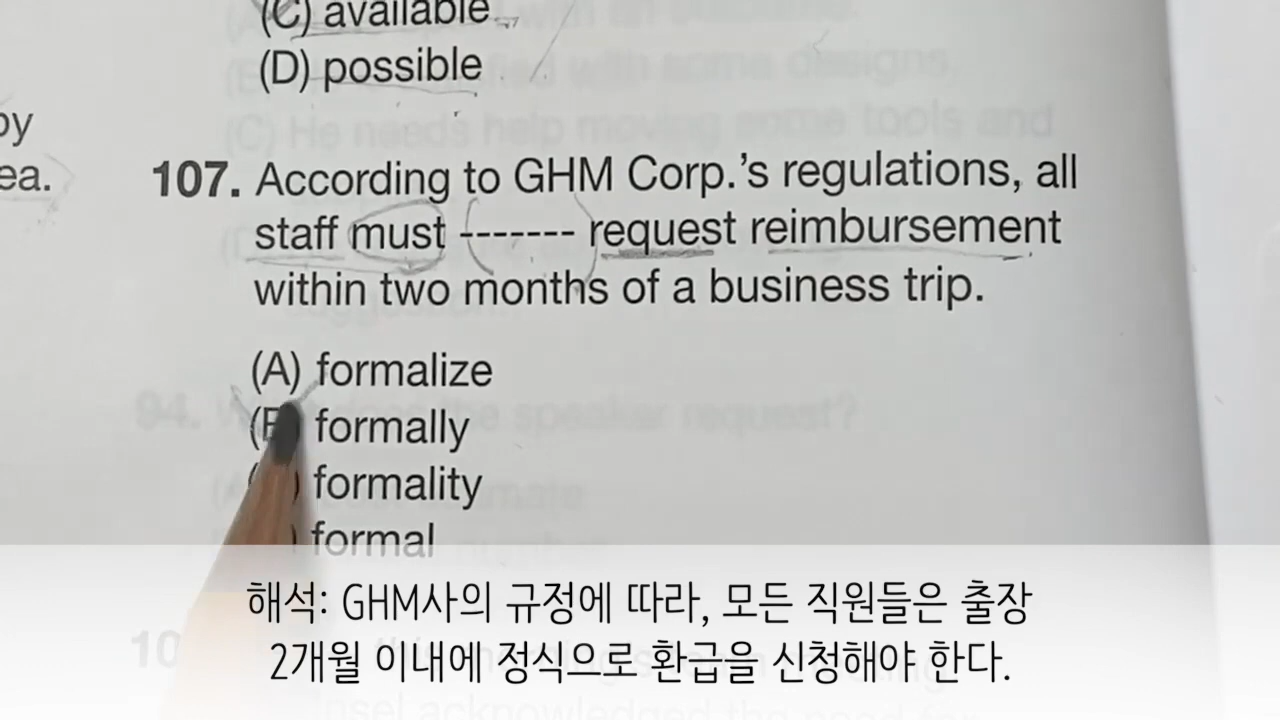 (C) available
(D) possible
by
ea.
107. According to GHM Corp.'s regulations, all
staff must ------- request reimbursement
within two months of a business trip.
(A) formalize
(B) formally
) formality
) formal
해석: GHM사의 규정에 따라, 모든 직원들은 출장
2개월 이내에 정식으로 환급을 신청해야 한다.